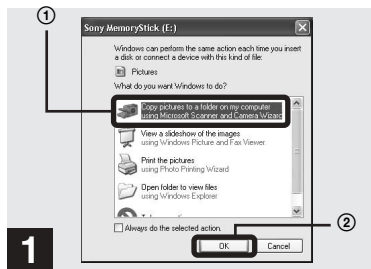 ①
Sony MemoryStick (E:)
Windows can perform the same action each time you insert
a disk or connect a device with this kind of file:
Pictures
What do you want Windows to do?
Copy pictures to a folder on my computer
using Microsoft Scanner and Camera Wizard
View a slideshow of the images
using Windows Picture and Fax Viewer
Print the pictures
using Photo Printing Wizard
Open folder to view files
using Windows Explorer
Always do the selected action.
②
OK
Cancel
1